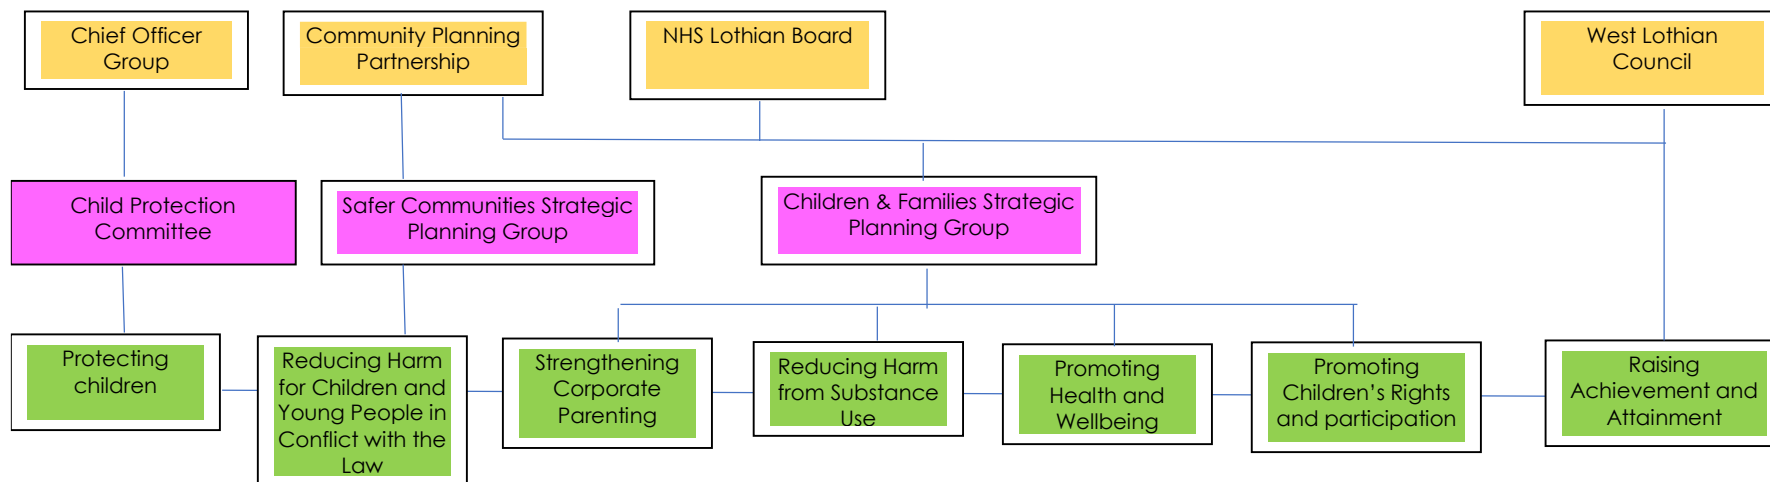 Chief Officer
Group
Community Planning
Partnership
NHS Lothian Board
West Lothian
Council
Child Protection
Committee
Safer Communities Strategic
Planning Group
Children & Families Strategic
Planning Group
Protecting
children
Reducing Harm
for Children and
Young People in
Conflict with the
Law
Strengthening
Corporate
Parenting
Reducing Harm
from Substance
Use
Promoting
Health and
Wellbeing
Promoting
Children’s Rights
and participation
Raising
Achievement and
Attainment